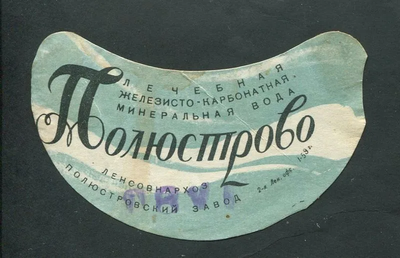 ЛЕЧЕБНАЯ
ЖЕЛЕЗИСТО-КАРБОНАТНАЯ
МИНЕРАЛЬНАЯ ВОДА
Полюстрово
ЛЕНСОВНАРХОЗ
ПОЛЮСТРОВСКИЙ ЗАВОД